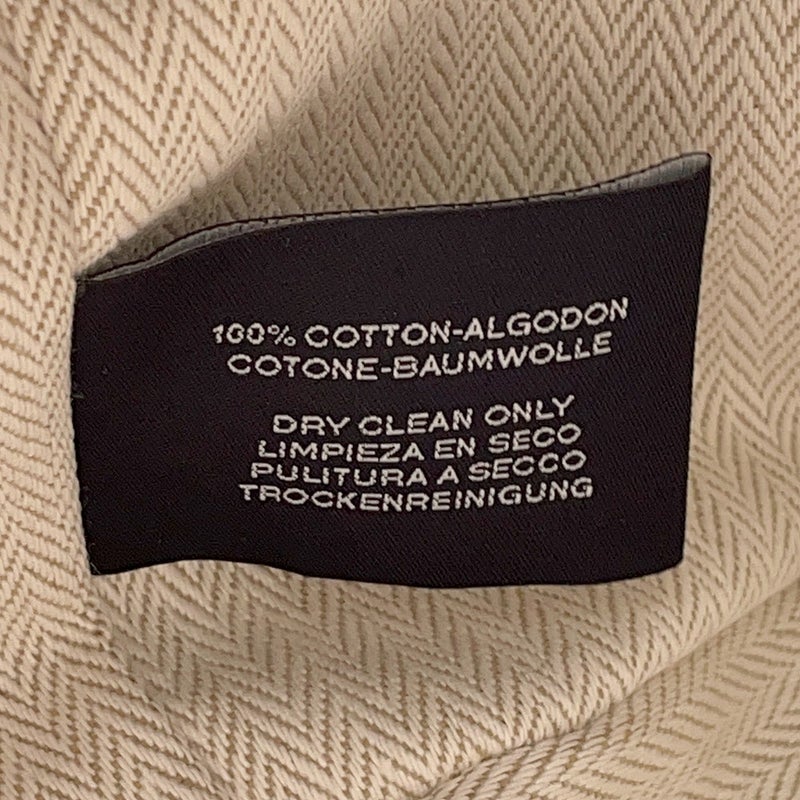 100% COTTON-ALGODON
COTONE-BAUMWOLLE
DRY CLEAN ONLY
LIMPIEZA EN SECO
PULITURA A SECCO
TROCKENREINIGUNG